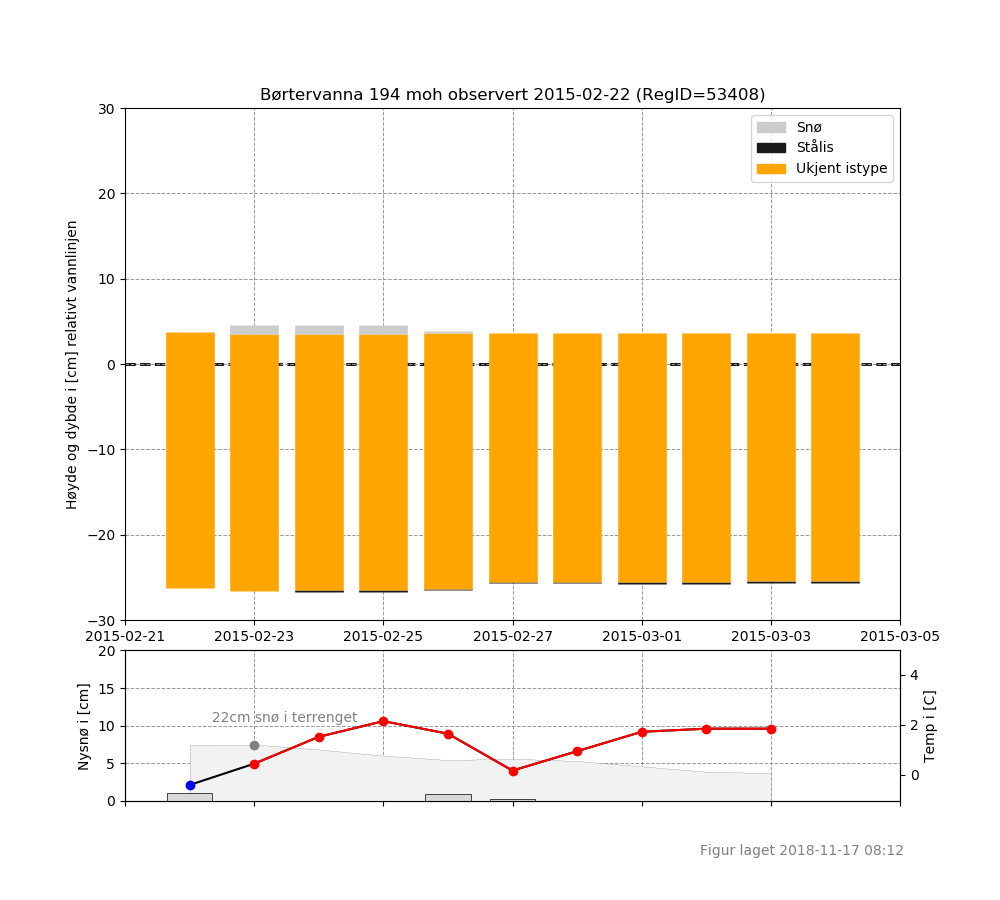 Børtervanna 194 moh observert 2015-02-22 (RegID=53408)
Snø
Stålis
Ukjent istype
Høyde og dybde i [cm] relativt vannlinjen
30
20
10
0
−10
−20
−30
2015-02-21 2015-02-23 2015-02-25 2015-02-27 2015-03-01 2015-03-03 2015-03-05
Nysnø i [cm]
20
15
10
5
0
22cm snø i terrenget
4
2
0
Temp i [C]
Figur laget 2018-11-17 08:12